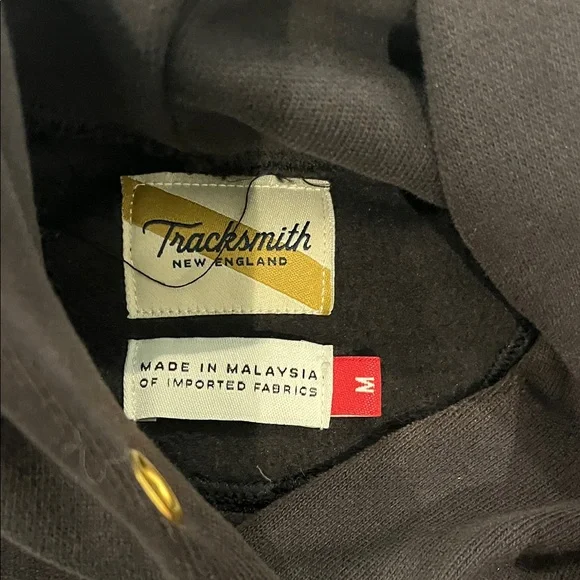 Tracksmith
NEW ENGLAND
MADE IN MALAYSIA
OF IMPORTED FABRICS
M